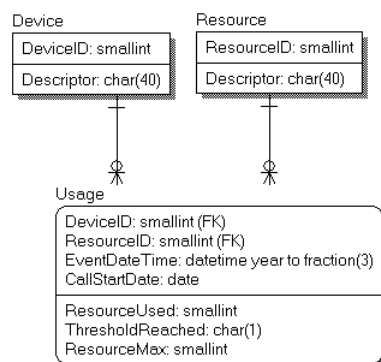 Device
DeviceID: smallint
Descriptor: char(40)
Resource
ResourceID: smallint
Descriptor: char(40)
Usage
DeviceID: smallint (FK)
ResourceID: smallint (FK)
EventDateTime: datetime year to fraction(3)
CallStartDate: date
ResourceUsed: smallint
ThresholdReached: char(1)
ResourceMax: smallint